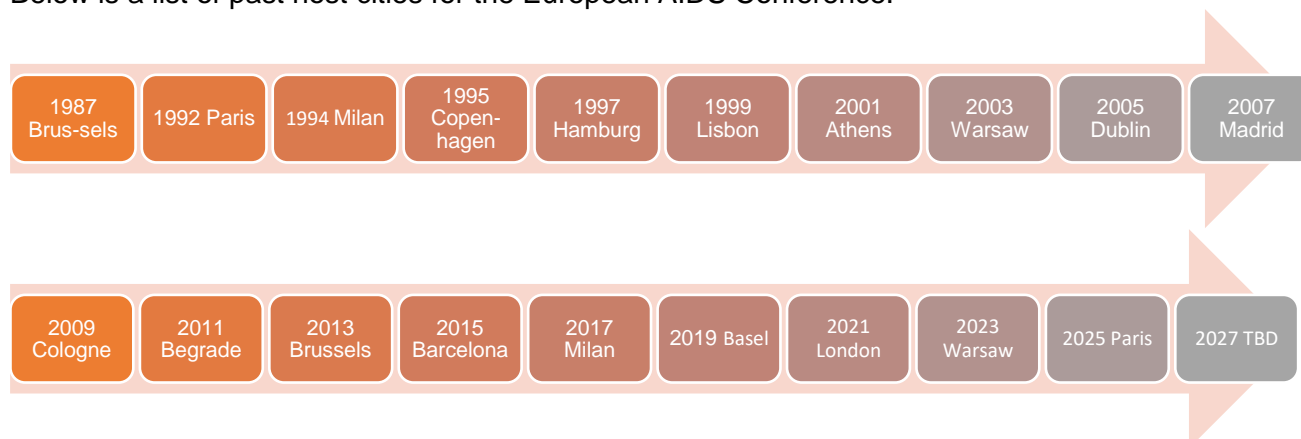 Below is a list of past host cities for the European AIDS Conference.
1987
Brus-sels
1992 Paris
1994 Milan
1995
Copen-
hagen
1997
Hamburg
1999
Lisbon
2001
Athens
2003
Warsaw
2005
Dublin
2007
Madrid
2009
Cologne
2011
Begrade
2013
Brussels
2015
Barcelona
2017
Milan
2019 Basel
2021
London
2023
Warsaw
2025 Paris
2027 TBD